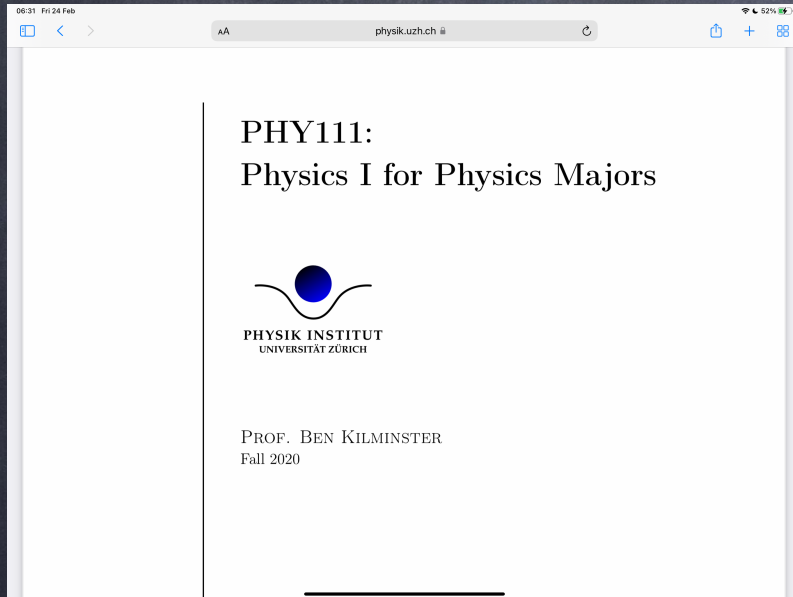 06:31 Fri 24 Feb
52%
AA
physik.uzh.ch
PHY111:
Physics I for Physics Majors
PHYSIK INSTITUT
UNIVERSITÄT ZÜRICH
PROF. BEN KILMINSTER
Fall 2020